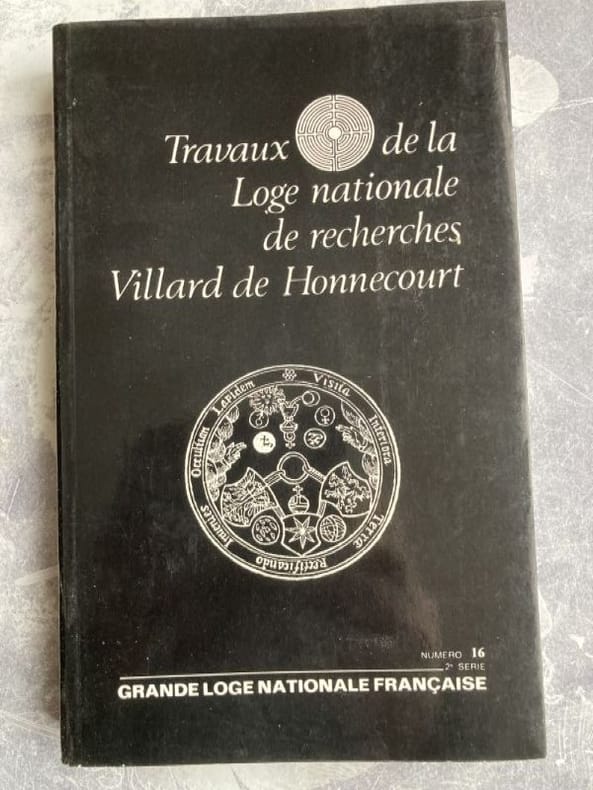 Travaux de la
Loge nationale
de recherches
Villard de Honnecourt
Visita Interiora Terræ Rectificando Invenies Occultum Lapidem
NUMERO 16
2e SERIE
GRANDE LOGE NATIONALE FRANÇAISE